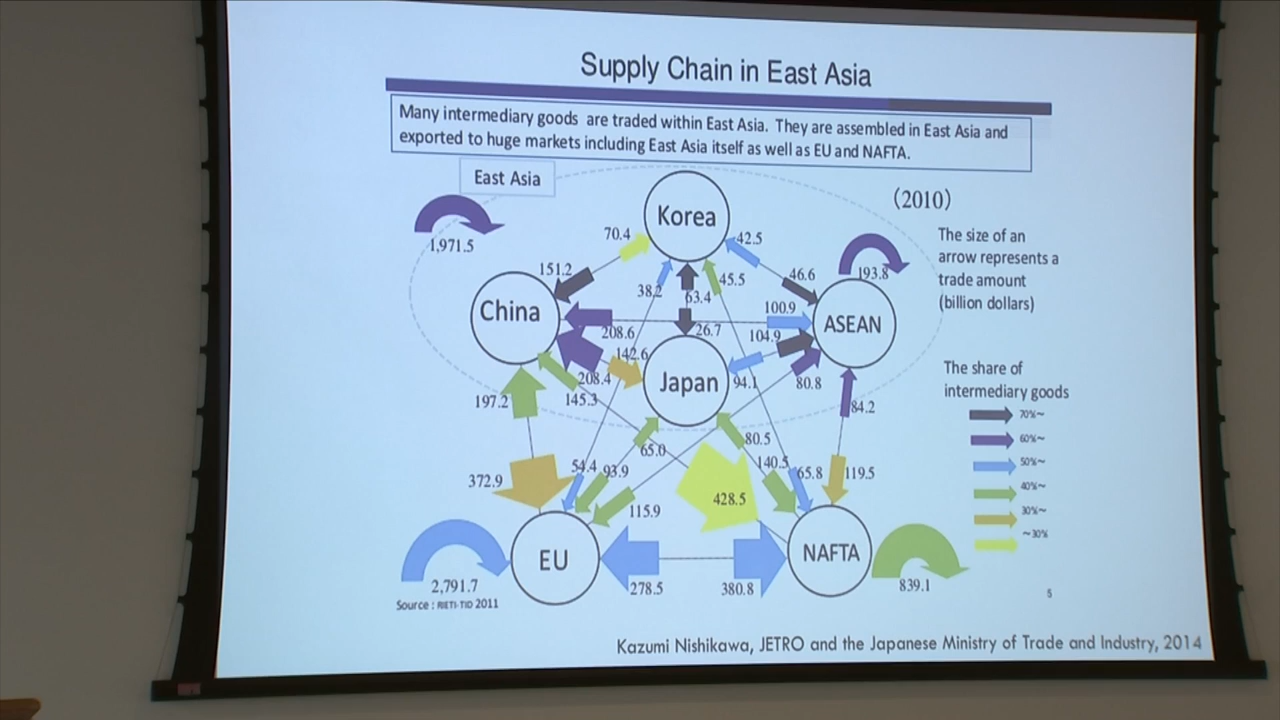 Supply Chain in East Asia
Many intermediary goods are traded within East Asia. They are assembled in East Asia and
exported to huge markets including East Asia itself as well as EU and NAFTA.
East Asia
(2010)
1,971.5
Korea
The size of an
arrow represents a
trade amount
(billion dollars)
70.4
42.5
193.8
151.2
38.2
63.4
45.5
46.6
China
ASEAN
100.9
208.6
26.7
104.9
142.6
Japan
208.4
94.1
80.8
The share of
intermediary goods
197.2
145.3
84.2
70%~
60%~
50%~
40%~
30%~
~30%
65.0
80.5
372.9
54.4
93.9
140.5
65.8
119.5
428.5
115.9
EU
NAFTA
2,791.7
278.5
380.8
839.1
Source : RIETI-TID 2011
5
Kazumi Nishikawa, JETRO and the Japanese Ministry of Trade and Industry, 2014